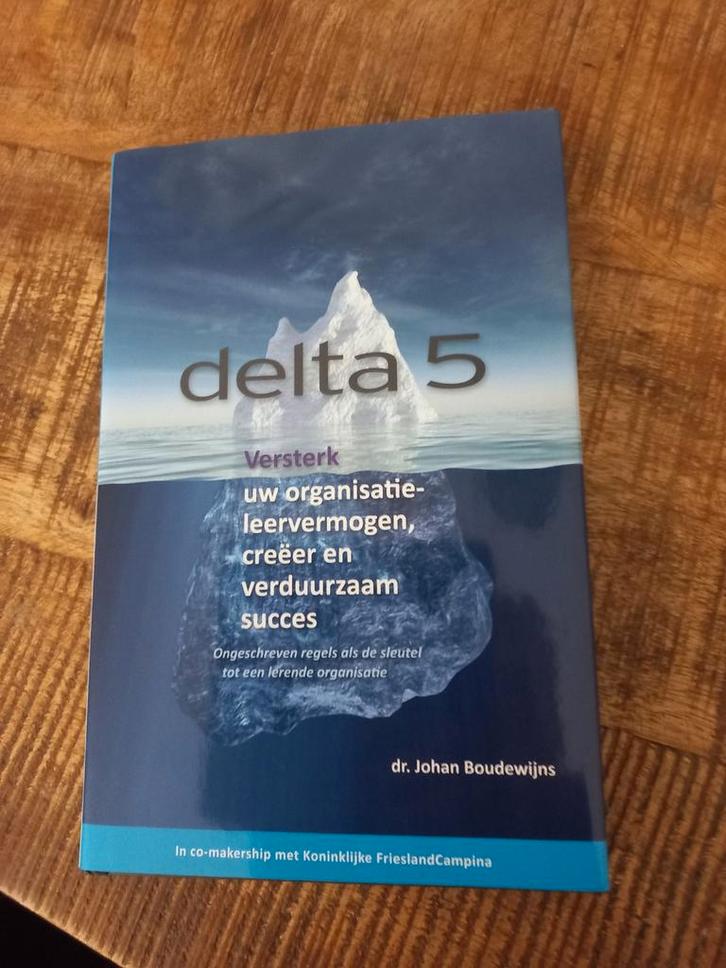 delta 5
Versterk
uw organisatie-
leervermogen,
creëer en
verduurzaam
succes
Ongeschreven regels als de sleutel
tot een lerende organisatie
dr. Johan Boudewijns
In co-makership met Koninklijke FrieslandCampina